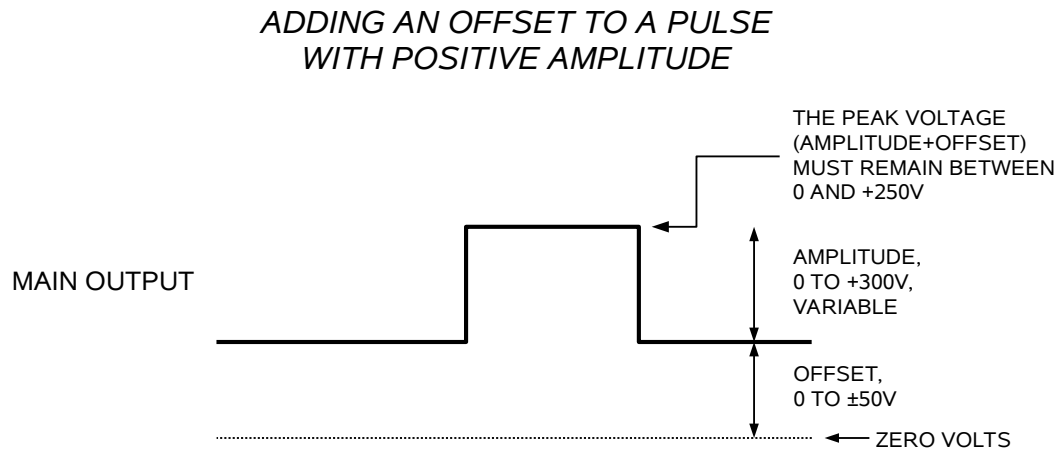 ADDING AN OFFSET TO A PULSE
WITH POSITIVE AMPLITUDE
THE PEAK VOLTAGE
(AMPLITUDE+OFFSET)
MUST REMAIN BETWEEN
0 AND +250V
MAIN OUTPUT
AMPLITUDE,
0 TO +300V,
VARIABLE
OFFSET,
0 TO ±50V
ZERO VOLTS